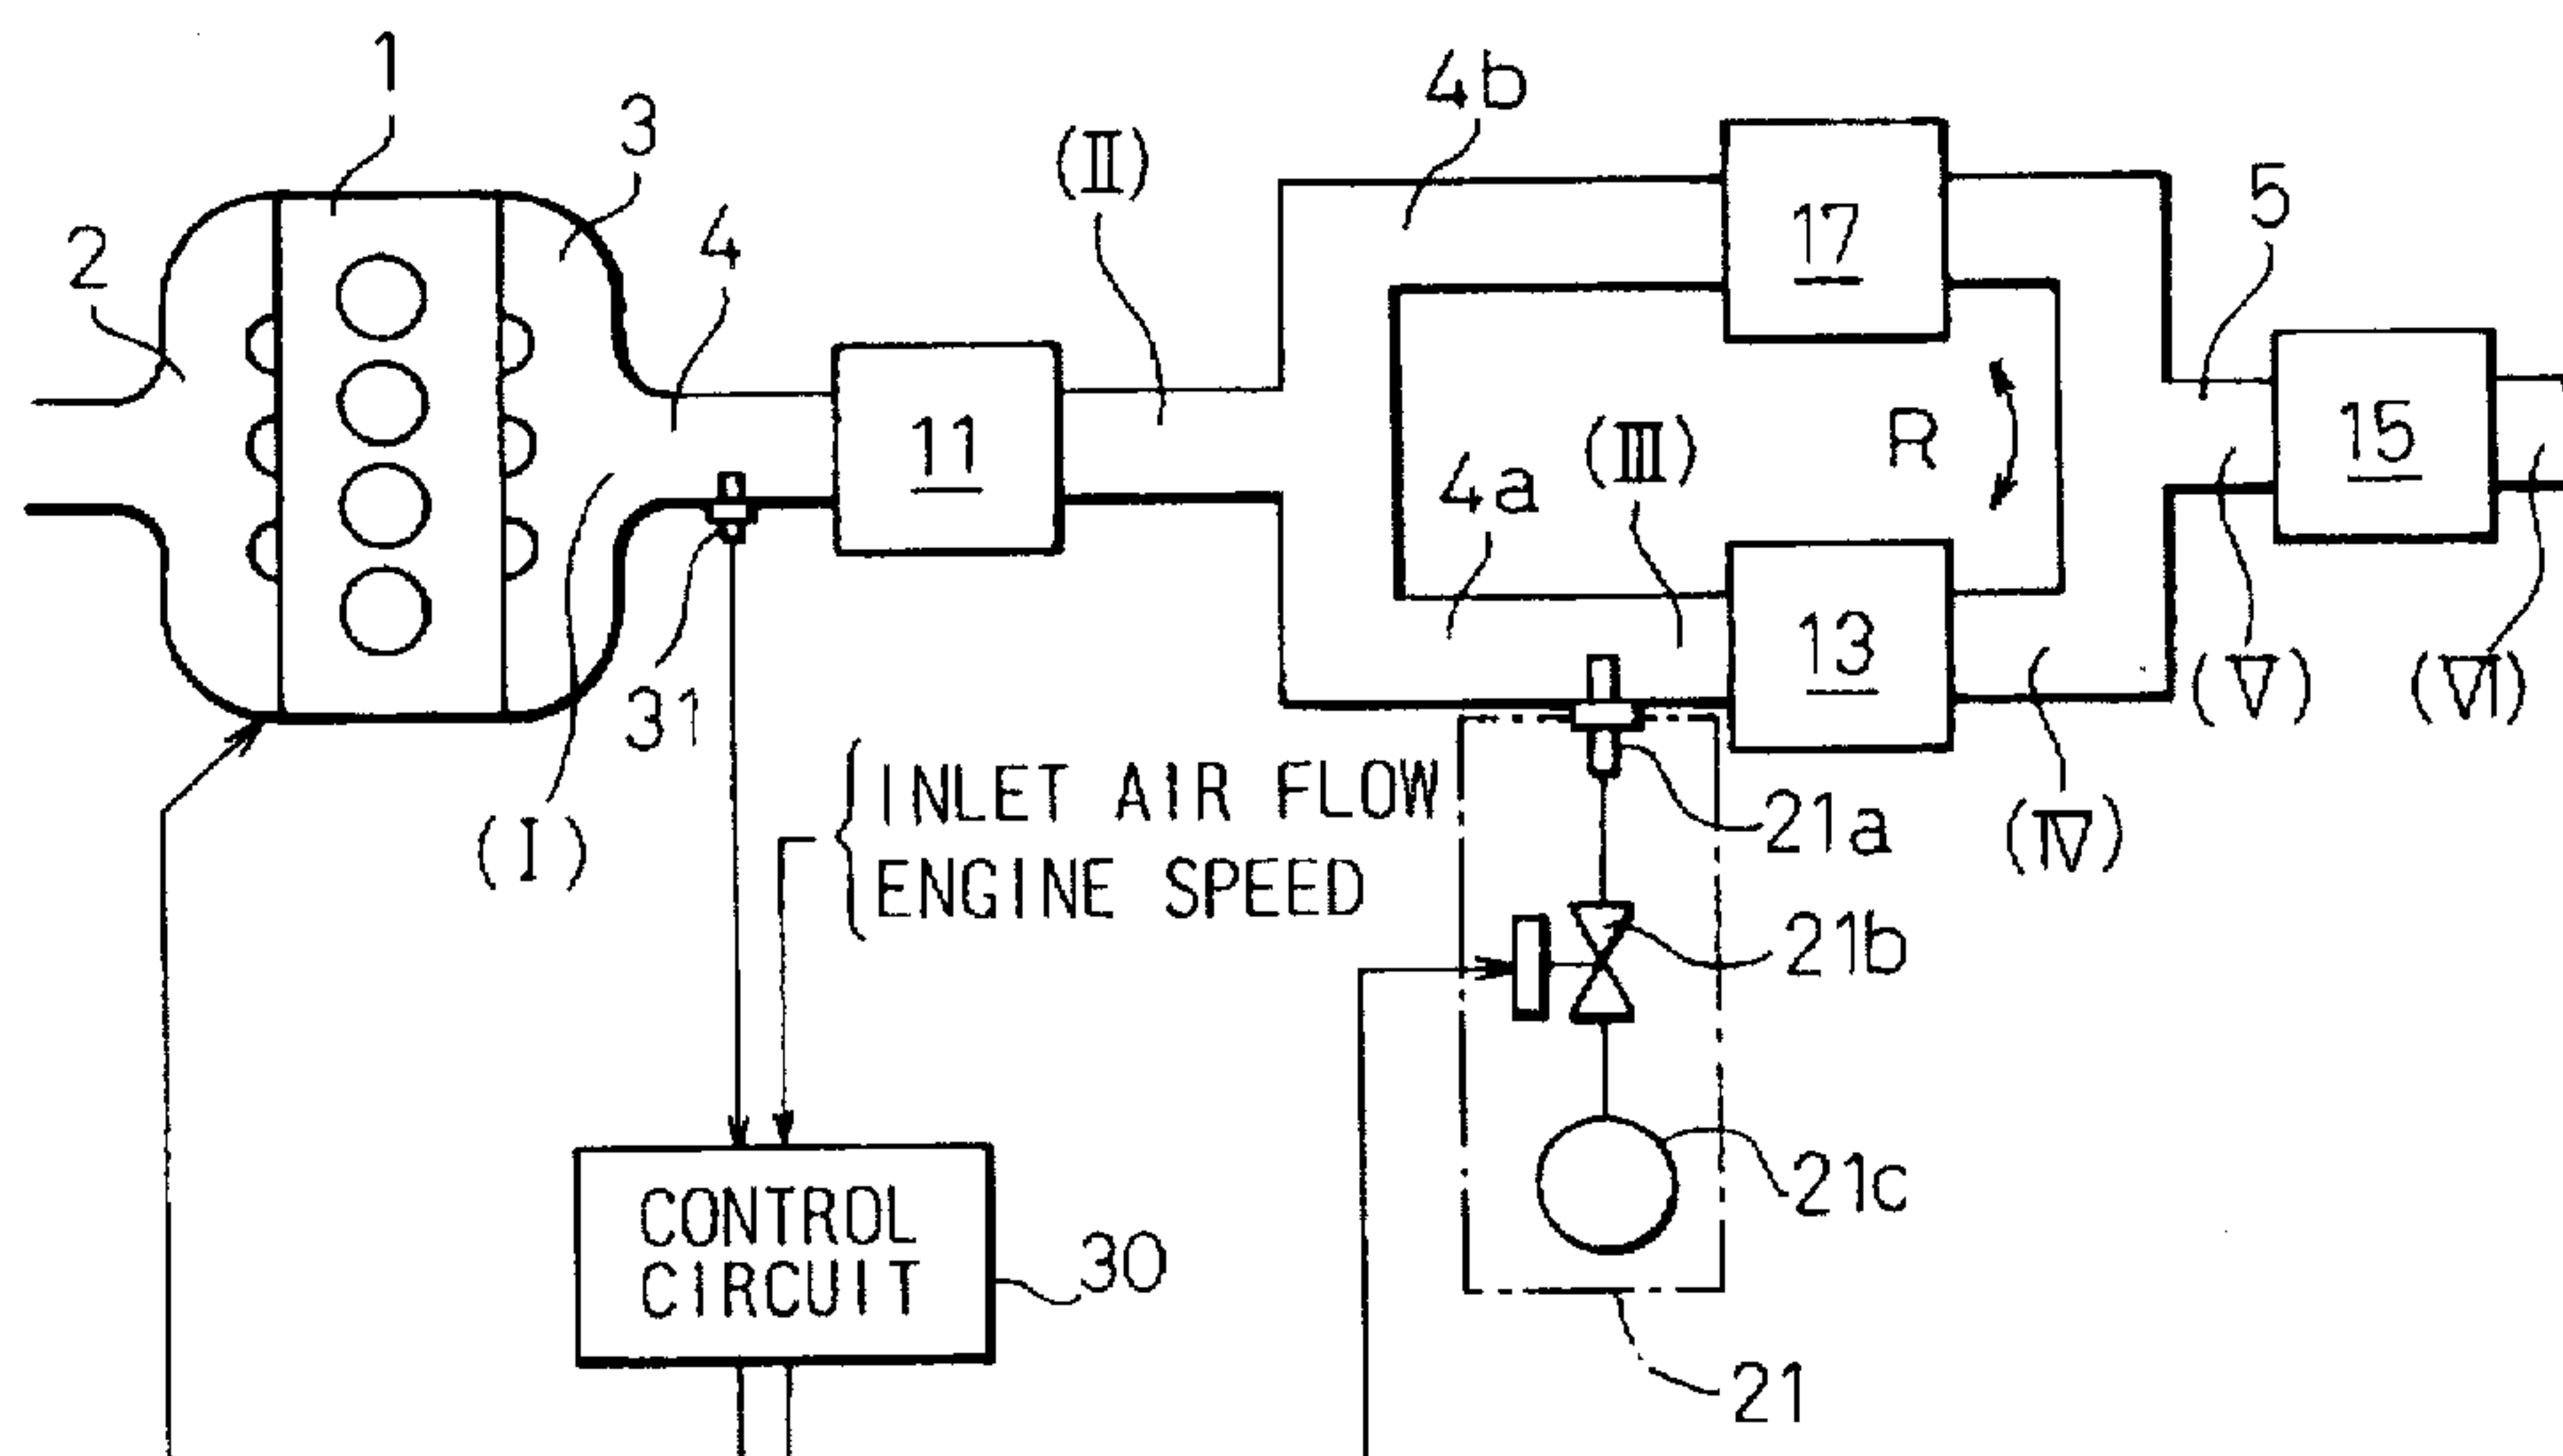 1
3
4b
(II)
17
5
2
4
11
R
15
4a
(III)
13
31
(V)
(VI)
(I)
INLET AIR FLOW
ENGINE SPEED
21a
(IV)
21b
CONTROL
CIRCUIT
30
21c
21